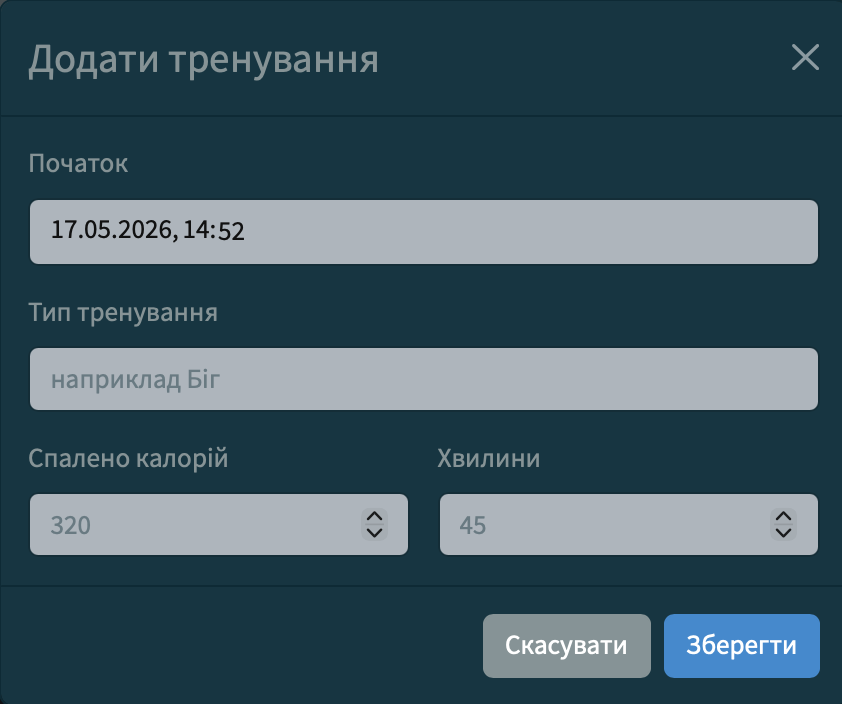 Додати тренування
Початок
17.05.2026, 14:52
Тип тренування
наприклад Біг
Спалено калорій Хвилини
320 45
Скасувати Зберегти